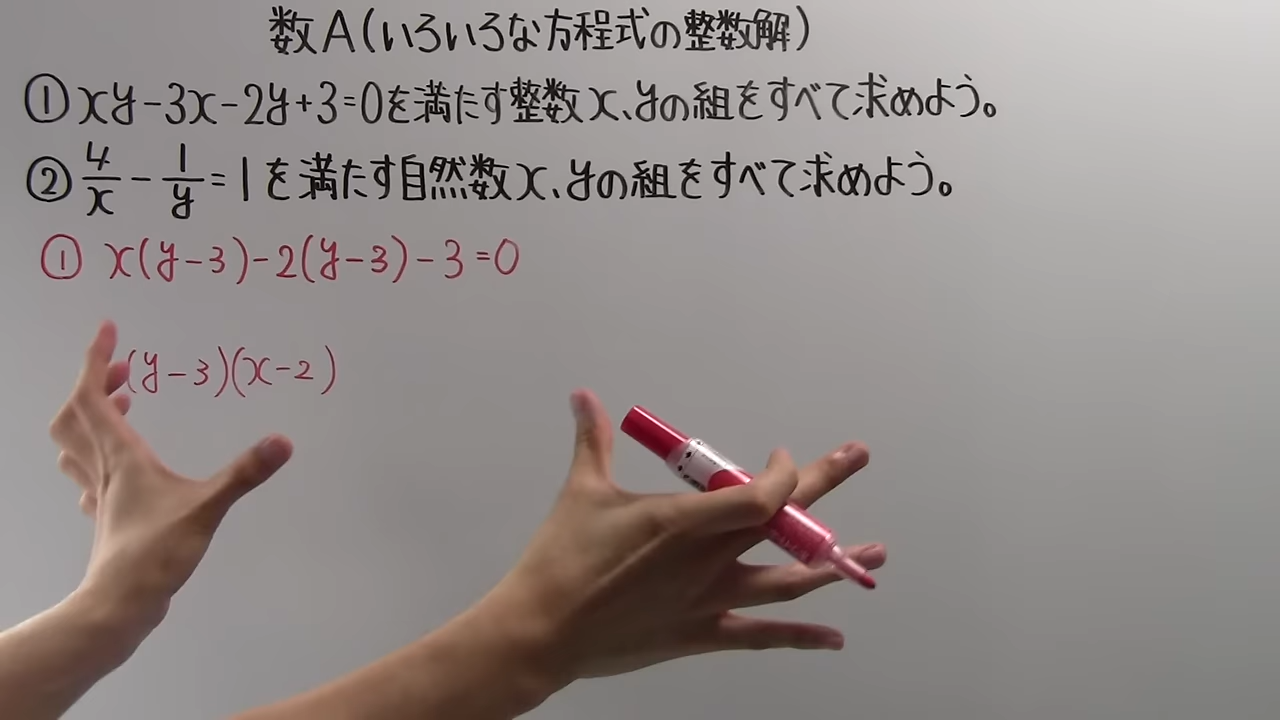 数A(いろいろな方程式の整数解)
① xy-3x-2y+3=0を満たす整数x、yの組をすべて求めよう。
② 4/x - 1/y = 1を満たす自然数x、yの組をすべて求めよう。
① x(y-3)-2(y-3)-3=0
(y-3)(x-2)